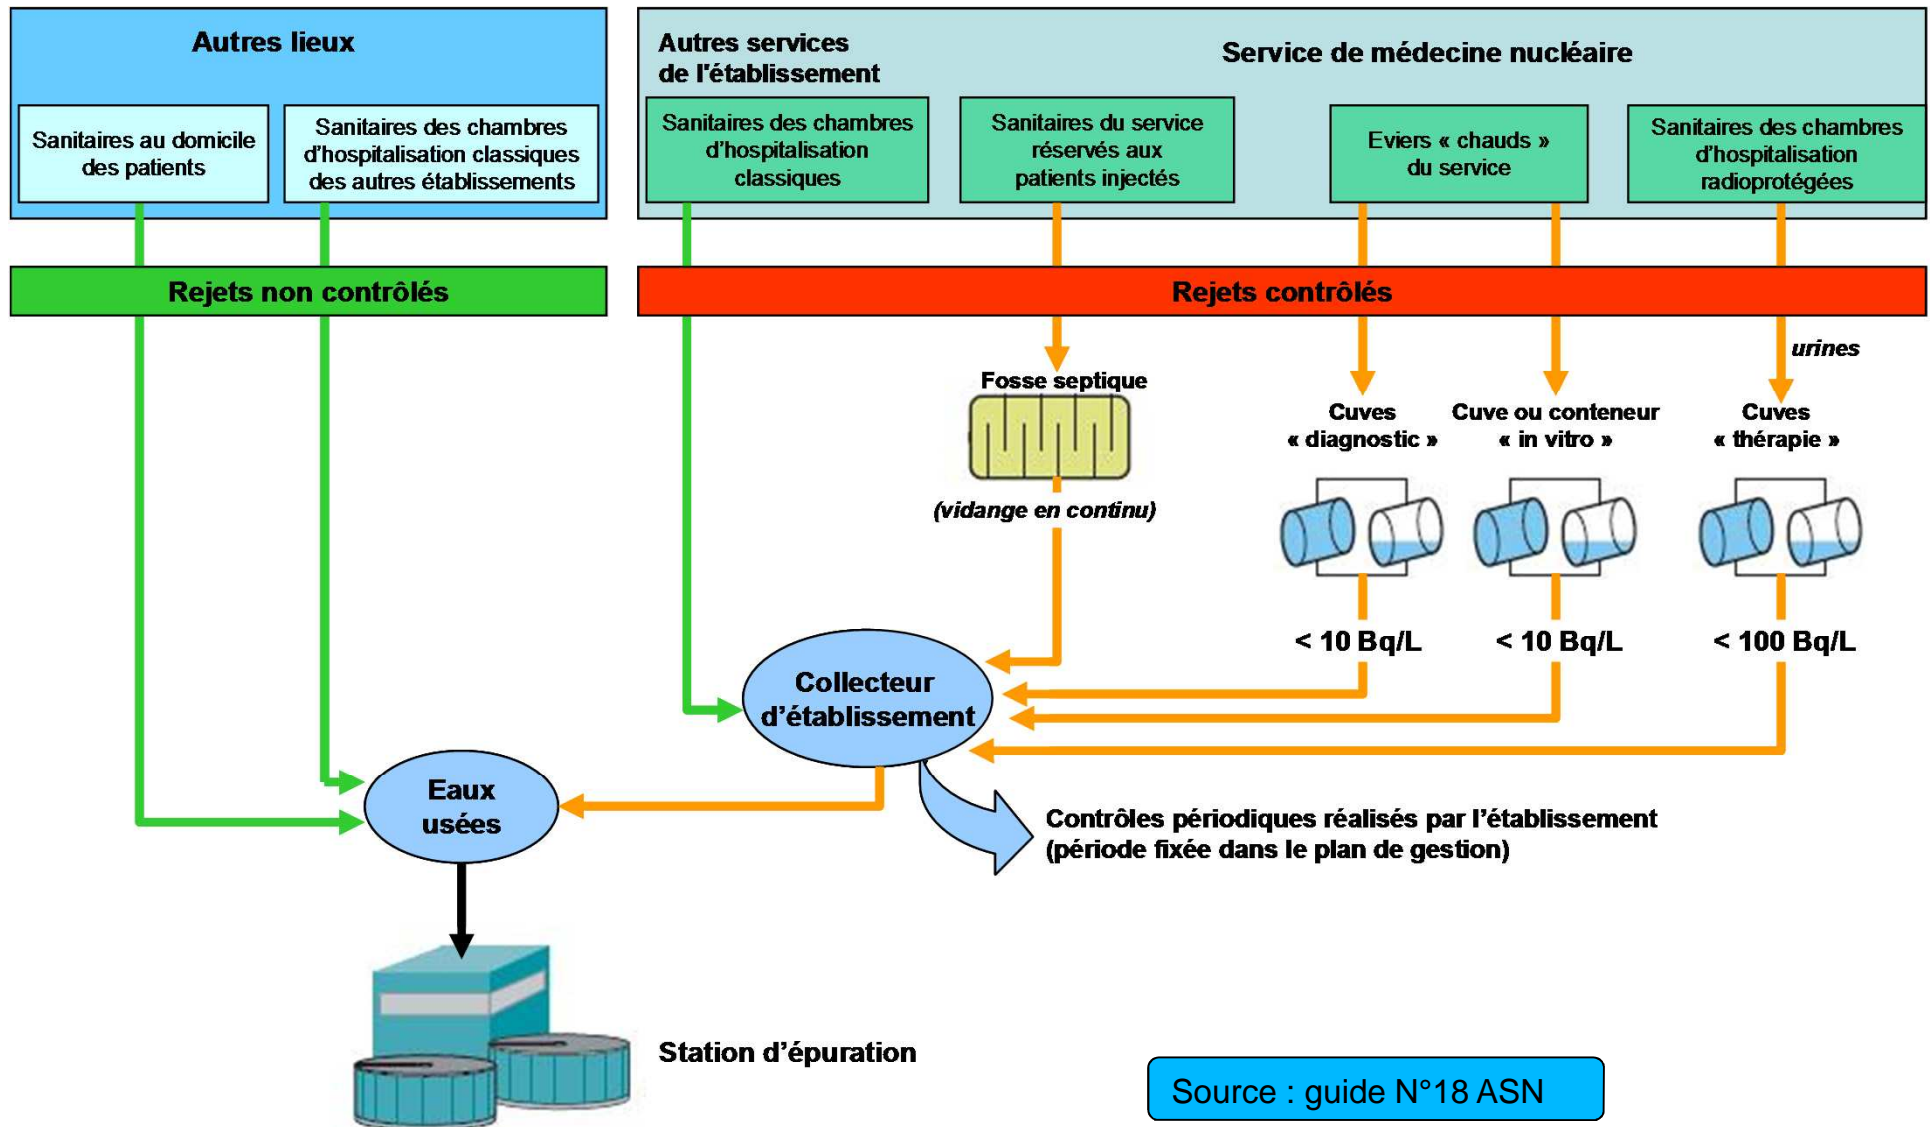 Autres lieux
Sanitaires au domicile
des patients
Sanitaires des chambres
d'hospitalisation classiques
des autres établissements
Autres services
de l'établissement
Service de médecine nucléaire
Sanitaires des chambres
d'hospitalisation
classiques
Sanitaires du service
réservés aux
patients injectés
Eviers « chauds »
du service
Sanitaires des chambres
d'hospitalisation
radioprotégées
Rejets non contrôlés
Rejets contrôlés
urines
Fosse septique
(vidange en continu)
Cuves
« diagnostic »
Cuve ou conteneur
« in vitro »
Cuves
« thérapie »
< 10 Bq/L
< 10 Bq/L
< 100 Bq/L
Collecteur
d'établissement
Eaux
usées
Contrôles périodiques réalisés par l'établissement
(période fixée dans le plan de gestion)
Station d'épuration
Source : guide N°18 ASN